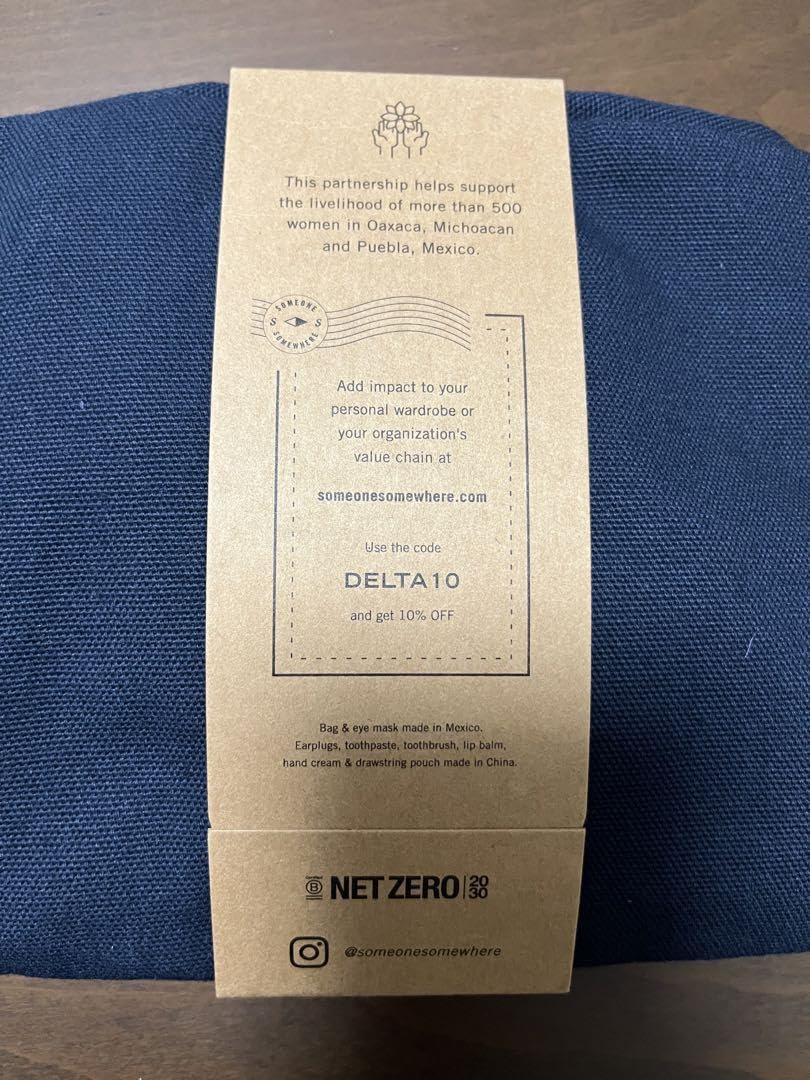 This partnership helps support
the livelihood of more than 500
women in Oaxaca, Michoacan
and Puebla, Mexico.
SOMEONE
S S
SOMEWHERE
Add impact to your
personal wardrobe or
your organization's
value chain at
someonesomewhere.com
Use the code
DELTA10
and get 10% OFF
Bag & eye mask made in Mexico.
Earplugs, toothpaste, toothbrush, lip balm,
hand cream & drawstring pouch made in China.
Certified
B NET ZERO 2030
@someonesomewhere